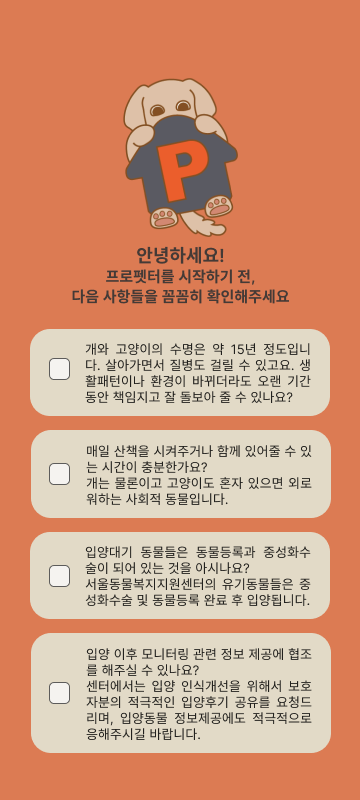 P
안녕하세요!
프로펫터를 시작하기 전,
다음 사항들을 꼼꼼히 확인해주세요
개와 고양이의 수명은 약 15년 정도입니
다. 살아가면서 질병도 걸릴 수 있고요. 생
활패턴이나 환경이 바뀌더라도 오랜 기간
동안 책임지고 잘 돌보아 줄 수 있나요?
매일 산책을 시켜주거나 함께 있어줄 수 있
는 시간이 충분한가요?
개는 물론이고 고양이도 혼자 있으면 외로
워하는 사회적 동물입니다.
입양대기 동물들은 동물등록과 중성화수
술이 되어 있는 것을 아시나요?
서울동물복지지원센터의 유기동물들은 중
성화수술 및 동물등록 완료 후 입양됩니다.
입양 이후 모니터링 관련 정보 제공에 협조
를 해주실 수 있나요?
센터에서는 입양 인식개선을 위해서 보호
자분의 적극적인 입양후기 공유를 요청드
리며, 입양동물 정보제공에도 적극적으로
응해주시길 바랍니다.